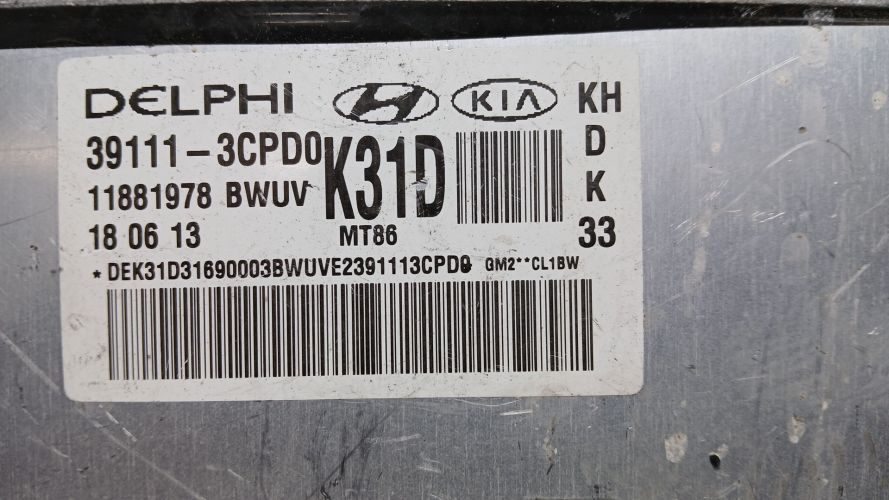 DELPHI KIA KH
39111-3CPD0 K31D D
11881978 BWUV K
18 06 13 MT86 33
*DEK31D31690003BWUVE2391113CPD0 GM2**CL1BW